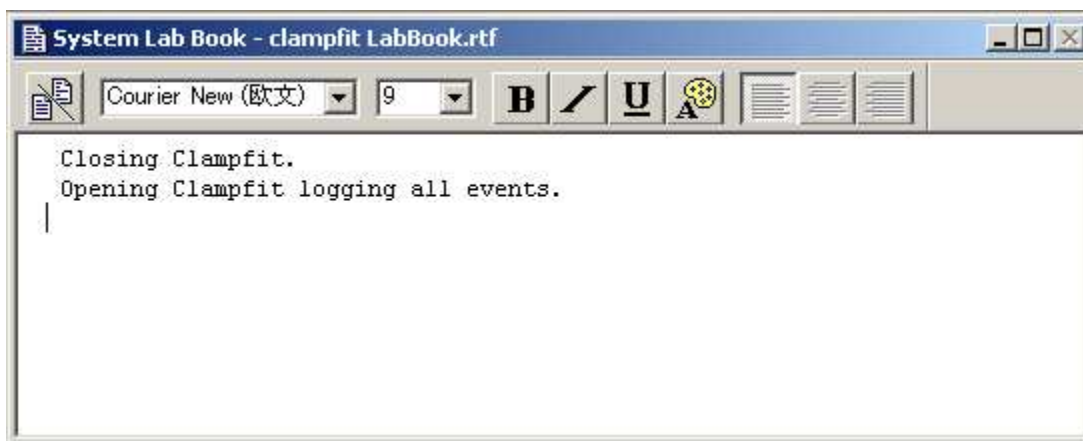 System Lab Book - clampfit LabBook.rtf
Courier New (欧文) 9 B I U A
Closing Clampfit.
Opening Clampfit logging all events.